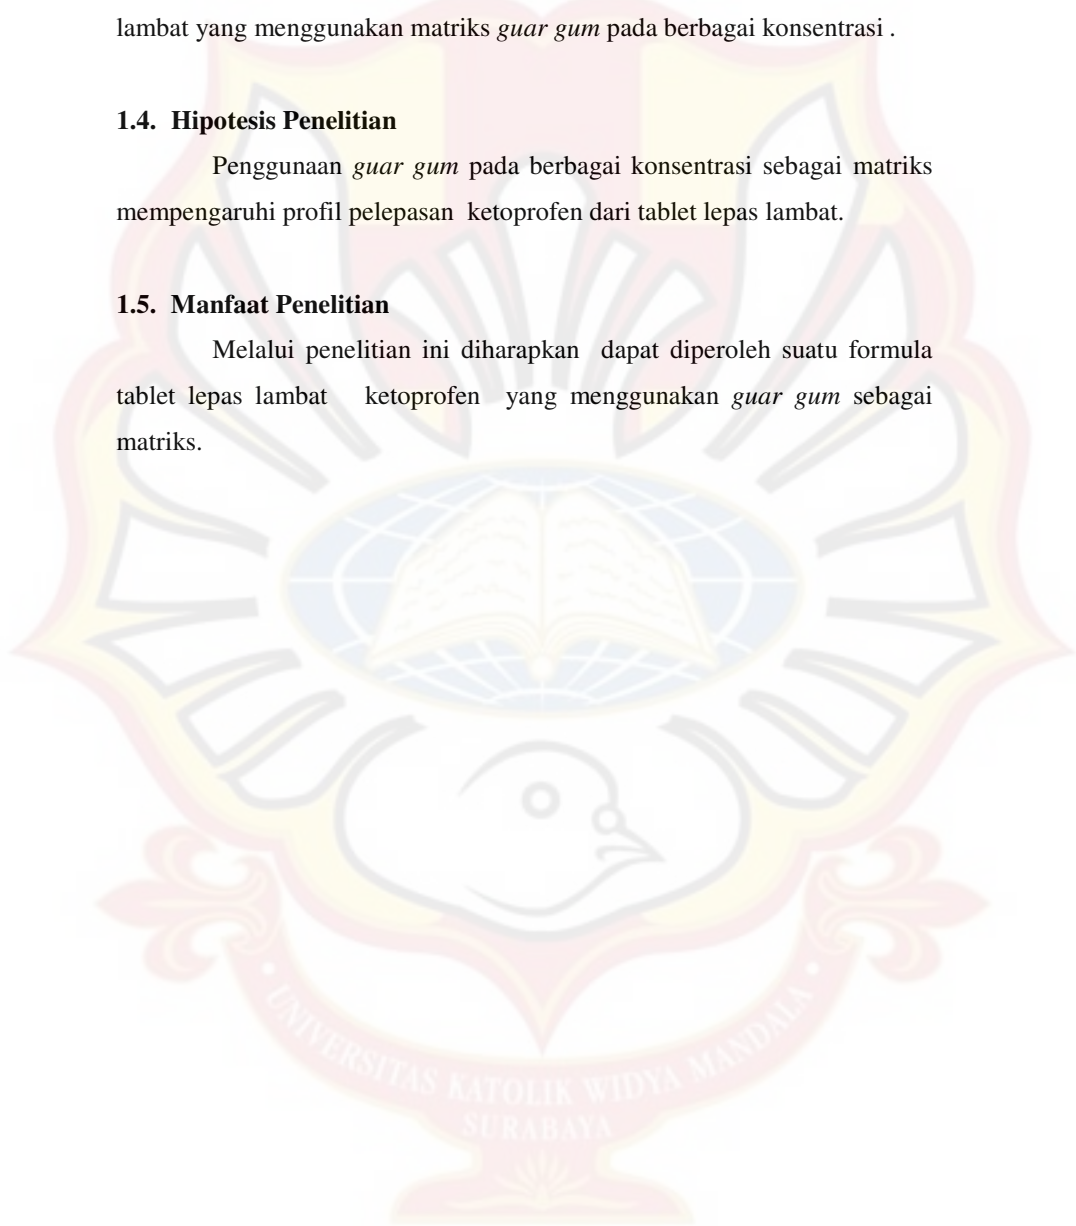 lambat yang menggunakan matriks guar gum pada berbagai konsentrasi .
1.4. Hipotesis Penelitian
Penggunaan guar gum pada berbagai konsentrasi sebagai matriks
mempengaruhi profil pelepasan ketoprofen dari tablet lepas lambat.
1.5. Manfaat Penelitian
Melalui penelitian ini diharapkan dapat diperoleh suatu formula
tablet lepas lambat ketoprofen yang menggunakan guar gum sebagai
matriks.
• UNIVERSITAS KATOLIK WIDYA MANDALA •
SURABAYA